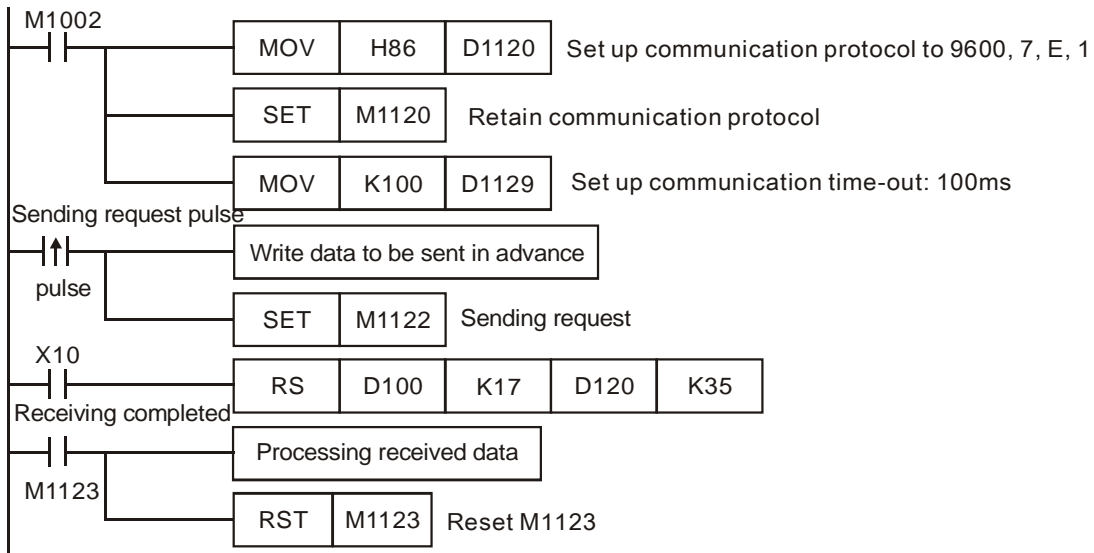 M1002
MOV H86 D1120 Set up communication protocol to 9600, 7, E, 1
SET M1120 Retain communication protocol
MOV K100 D1129 Set up communication time-out: 100ms
Sending request pulse
Write data to be sent in advance
pulse
SET M1122 Sending request
X10
RS D100 K17 D120 K35
Receiving completed
Processing received data
M1123
RST M1123 Reset M1123